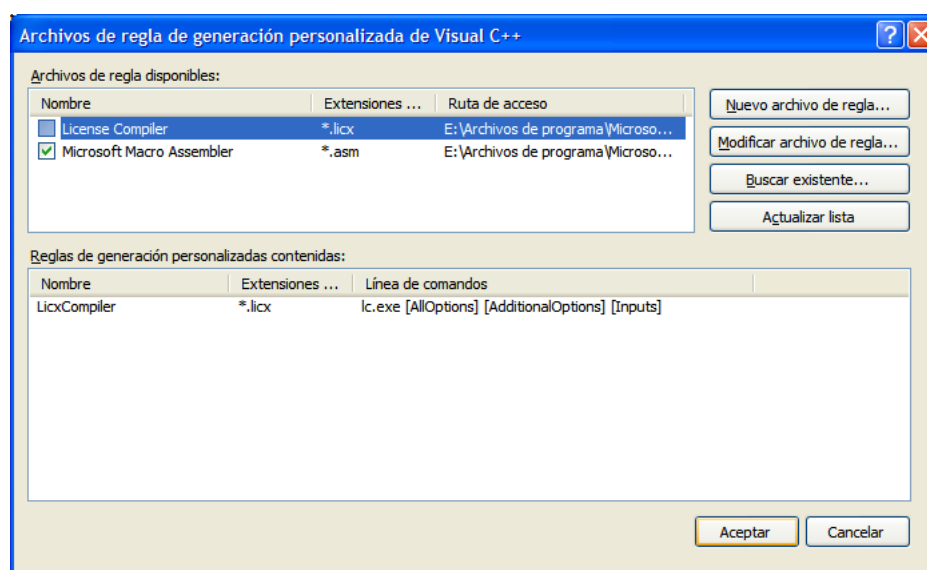 Archivos de regla de generación personalizada de Visual C++
Archivos de regla disponibles:
Nombre Extensiones ... Ruta de acceso
License Compiler *.licx E:\Archivos de programa\Microso...
Microsoft Macro Assembler *.asm E:\Archivos de programa\Microso...
Nuevo archivo de regla...
Modificar archivo de regla...
Buscar existente...
Actualizar lista
Reglas de generación personalizadas contenidas:
Nombre Extensiones ... Línea de comandos
LicxCompiler *.licx lc.exe [AllOptions] [AdditionalOptions] [Inputs]
Aceptar Cancelar